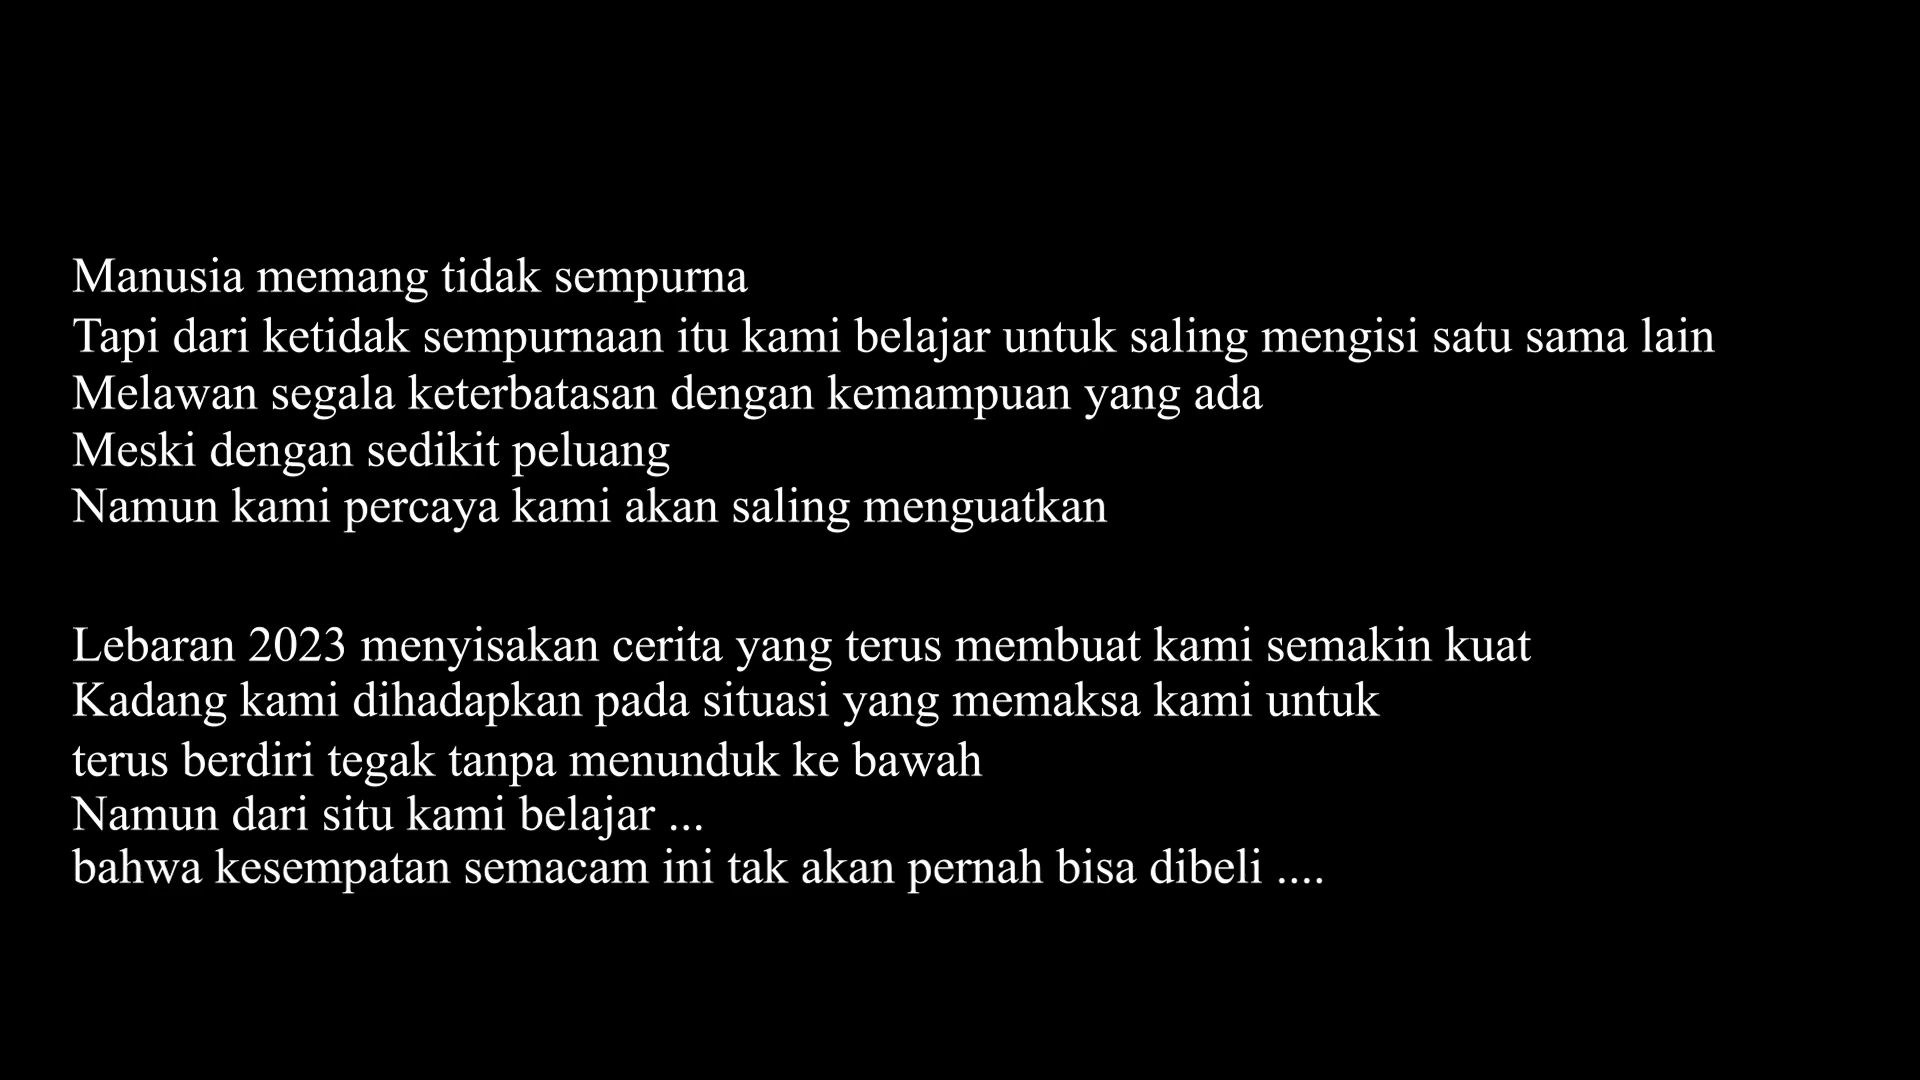 Manusia memang tidak sempurna
Tapi dari ketidak sempurnaan itu kami belajar untuk saling mengisi satu sama lain
Melawan segala keterbatasan dengan kemampuan yang ada
Meski dengan sedikit peluang
Namun kami percaya kami akan saling menguatkan
Lebaran 2023 menyisakan cerita yang terus membuat kami semakin kuat
Kadang kami dihadapkan pada situasi yang memaksa kami untuk
terus berdiri tegak tanpa menunduk ke bawah
Namun dari situ kami belajar ...
bahwa kesempatan semacam ini tak akan pernah bisa dibeli ....